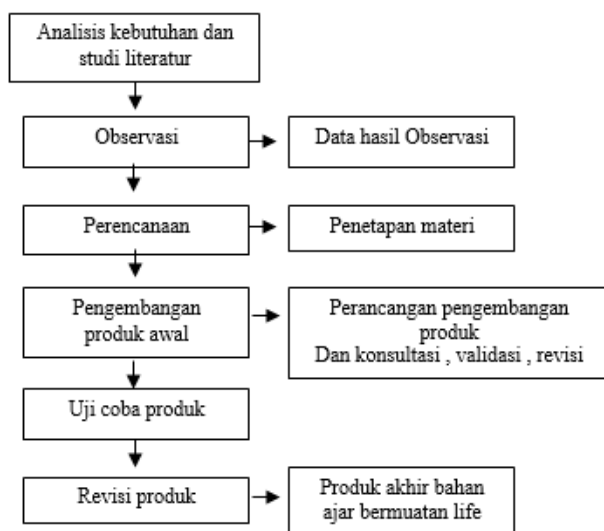 Analisis kebutuhan dan
studi literatur
Observasi
Data hasil Observasi
Perencanaan
Penetapan materi
Pengembangan
produk awal
Perancangan pengembangan
produk
Dan konsultasi , validasi , revisi
Uji coba produk
Revisi produk
Produk akhir bahan
ajar bermuatan life